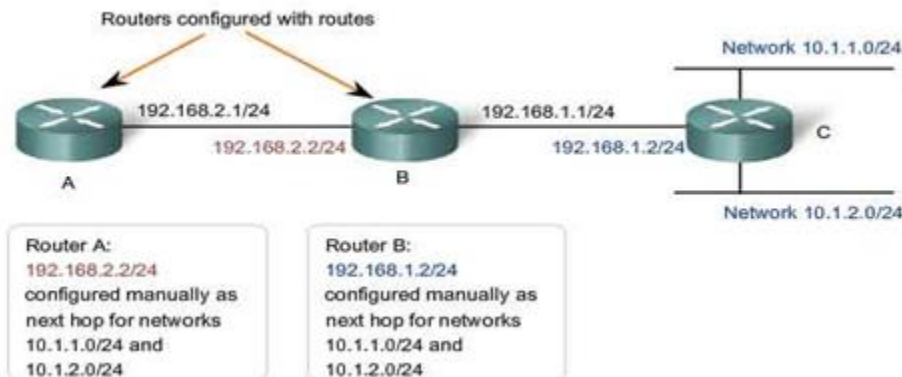 Routers configured with routes
Network 10.1.1.0/24
192.168.2.1/24
192.168.1.1/24
192.168.2.2/24
192.168.1.2/24
C
A
B
Network 10.1.2.0/24
Router A:
192.168.2.2/24
configured manually as
next hop for networks
10.1.1.0/24 and
10.1.2.0/24
Router B:
192.168.1.2/24
configured manually as
next hop for networks
10.1.1.0/24 and
10.1.2.0/24